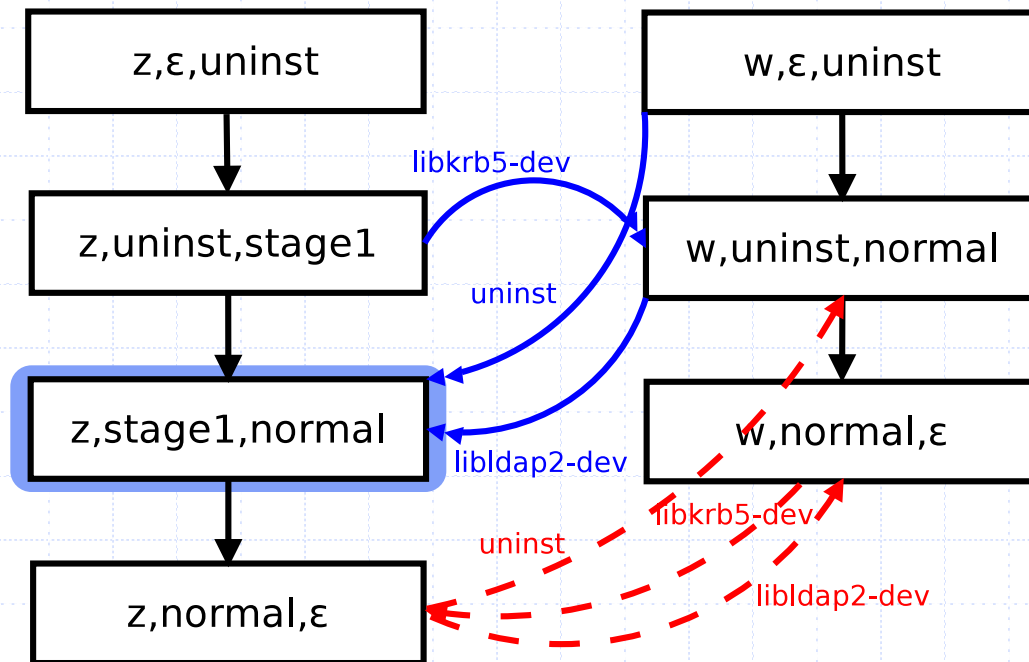 z,ε,uninst
w,ε,uninst
libkrb5-dev
z,uninst,stage1
w,uninst,normal
uninst
z,stage1,normal
w,normal,ε
libldap2-dev
libkrb5-dev
uninst
libldap2-dev
z,normal,ε